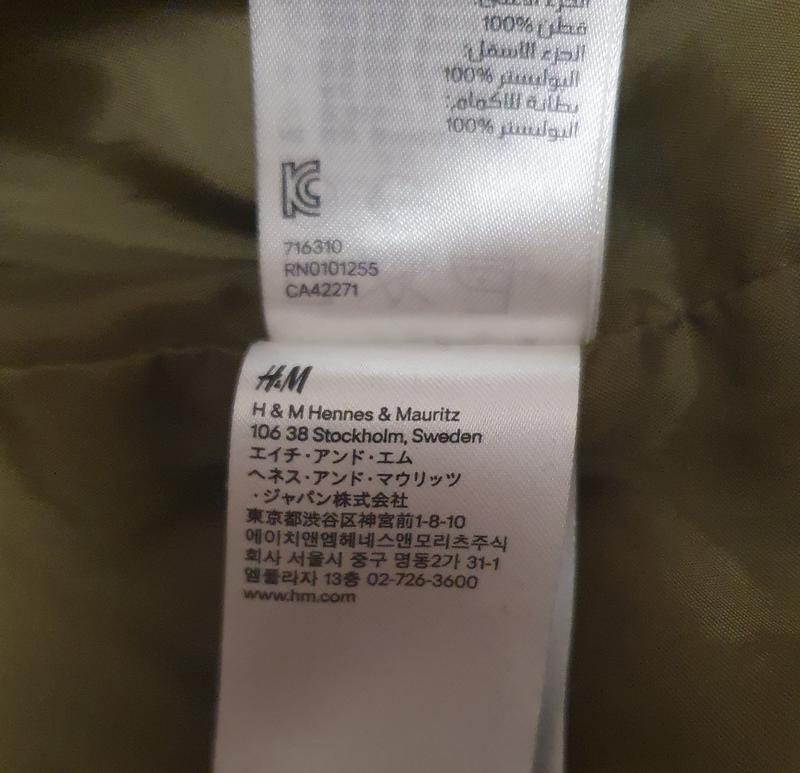 قطن %100
الجزء الأسفل:
البوليستر %100
بطانة للأكمام:
البوليستر %100
KC
716310
RN0101255
CA42271
H&M
H & M Hennes & Mauritz
106 38 Stockholm, Sweden
エイチ・アンド・エム
ヘネス・アンド・マウリッツ
・ジャパン株式会社
東京都渋谷区神宮前1-8-10
에이치앤엠헤네스앤모리츠주식
회사 서울시 중구 명동2가 31-1
엠플라자 13층 02-726-3600
www.hm.com